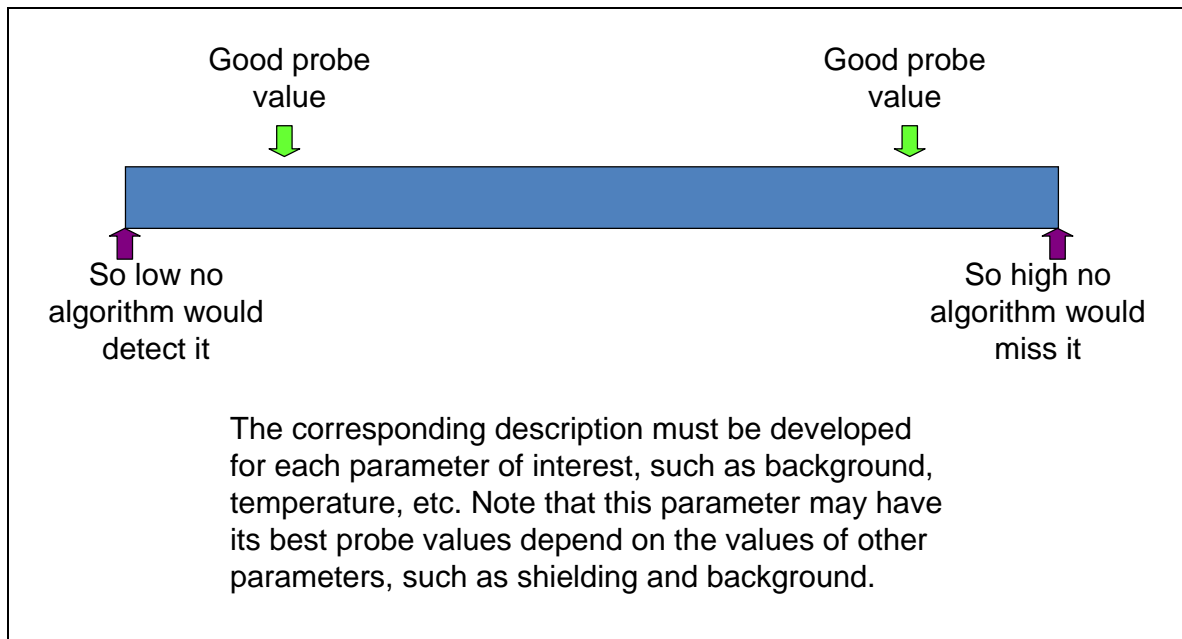 Good probe
value
Good probe
value
So low no
algorithm would
detect it
So high no
algorithm would
miss it
The corresponding description must be developed
for each parameter of interest, such as background,
temperature, etc. Note that this parameter may have
its best probe values depend on the values of other
parameters, such as shielding and background.